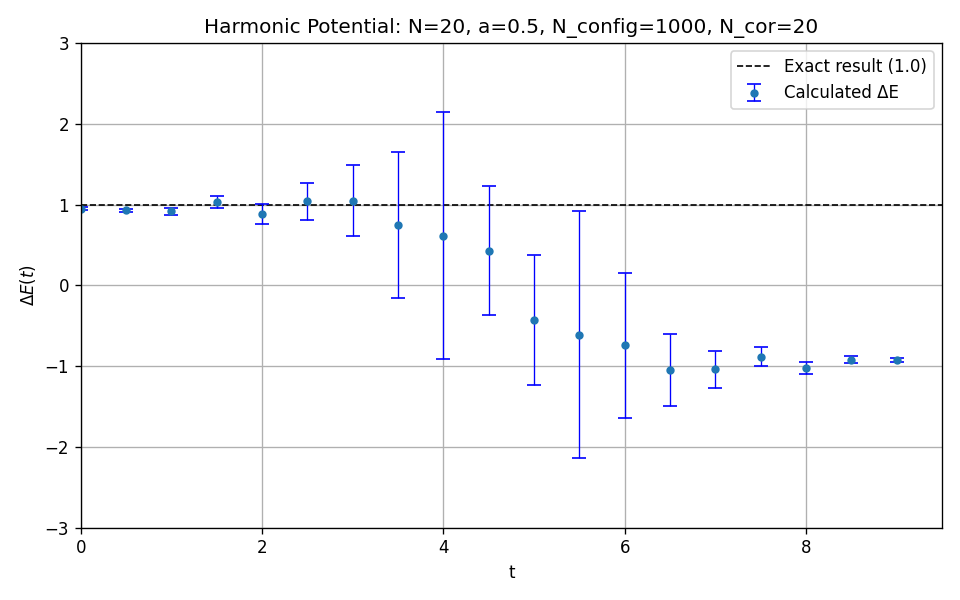 Harmonic Potential: N=20, a=0.5, N_config=1000, N_cor=20
Exact result (1.0)
Calculated ΔE
3
2
1
0
−1
−2
−3
ΔE(t)
0
2
4
6
8
t